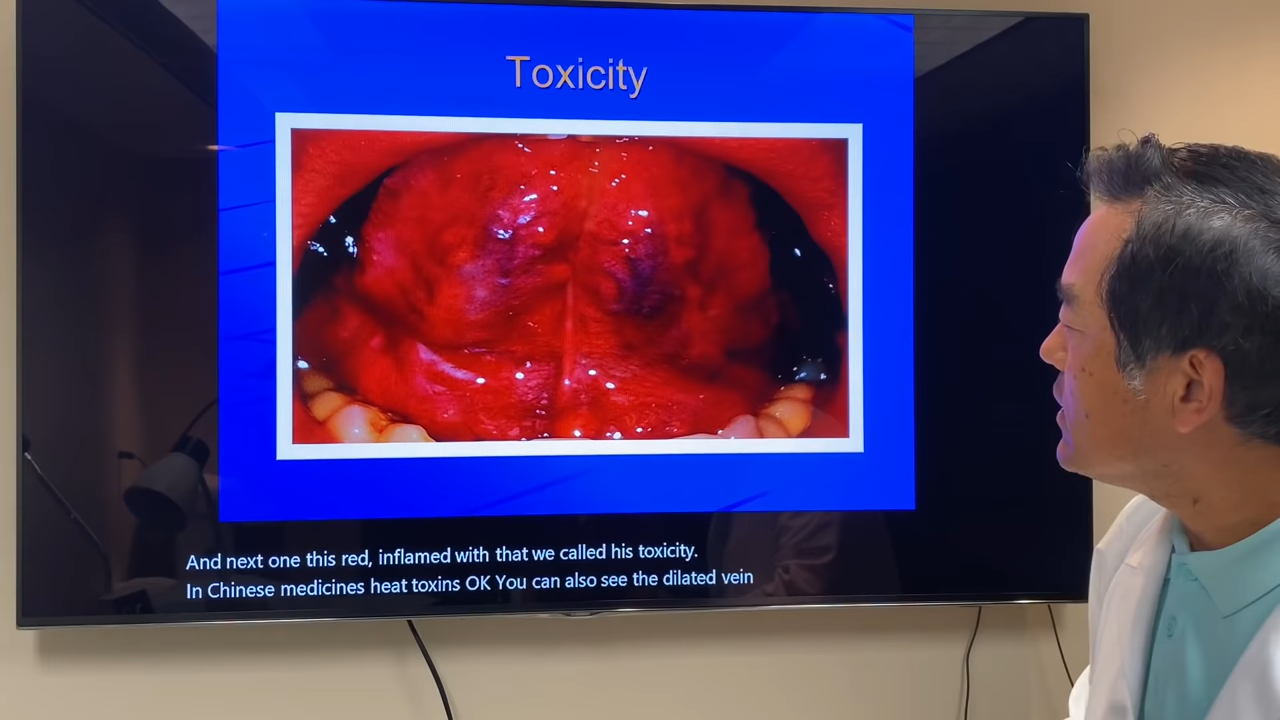 Toxicity
And next one this red, inflamed with that we called his toxicity.
In Chinese medicines heat toxins OK You can also see the dilated vein